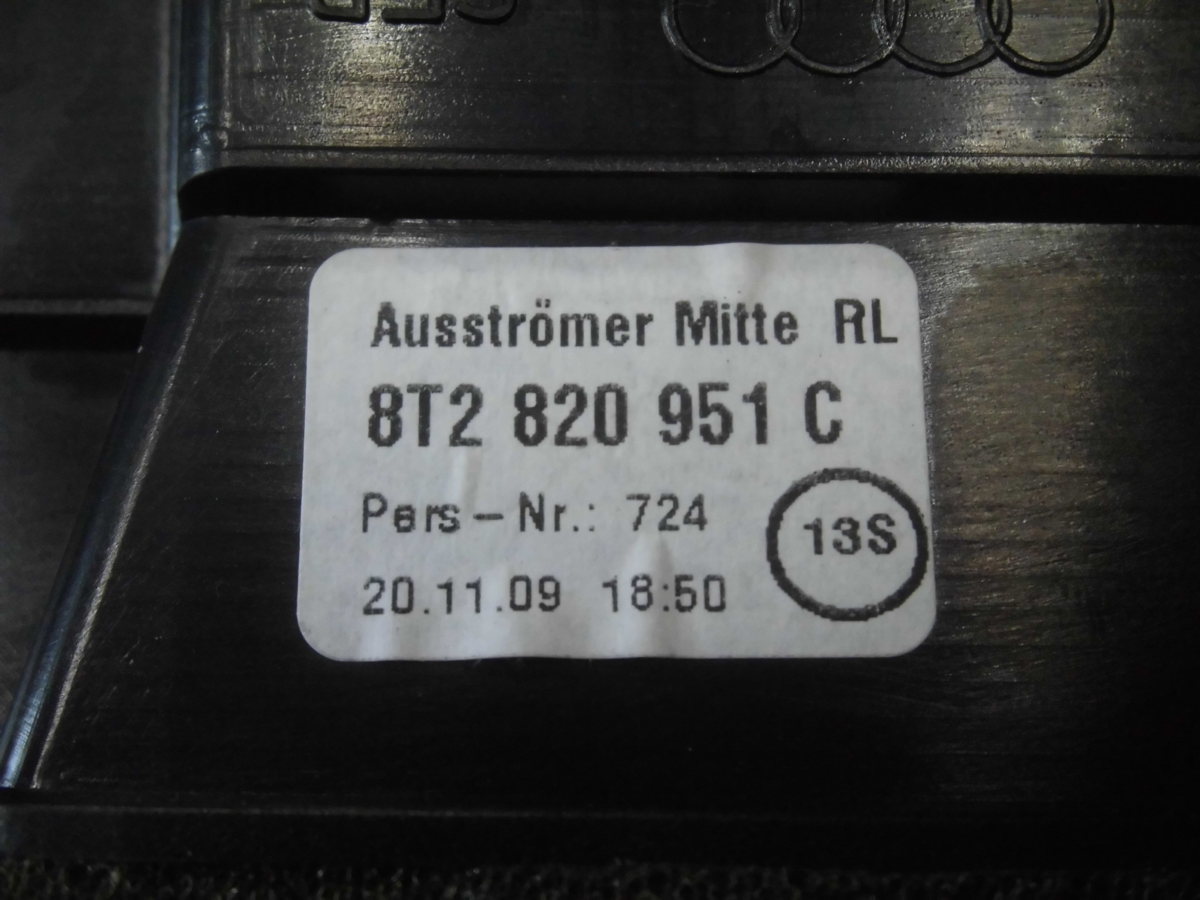 Ausströmer Mitte RL
8T2 820 951 C
Pers-Nr.: 724
13S
20.11.09 18:50